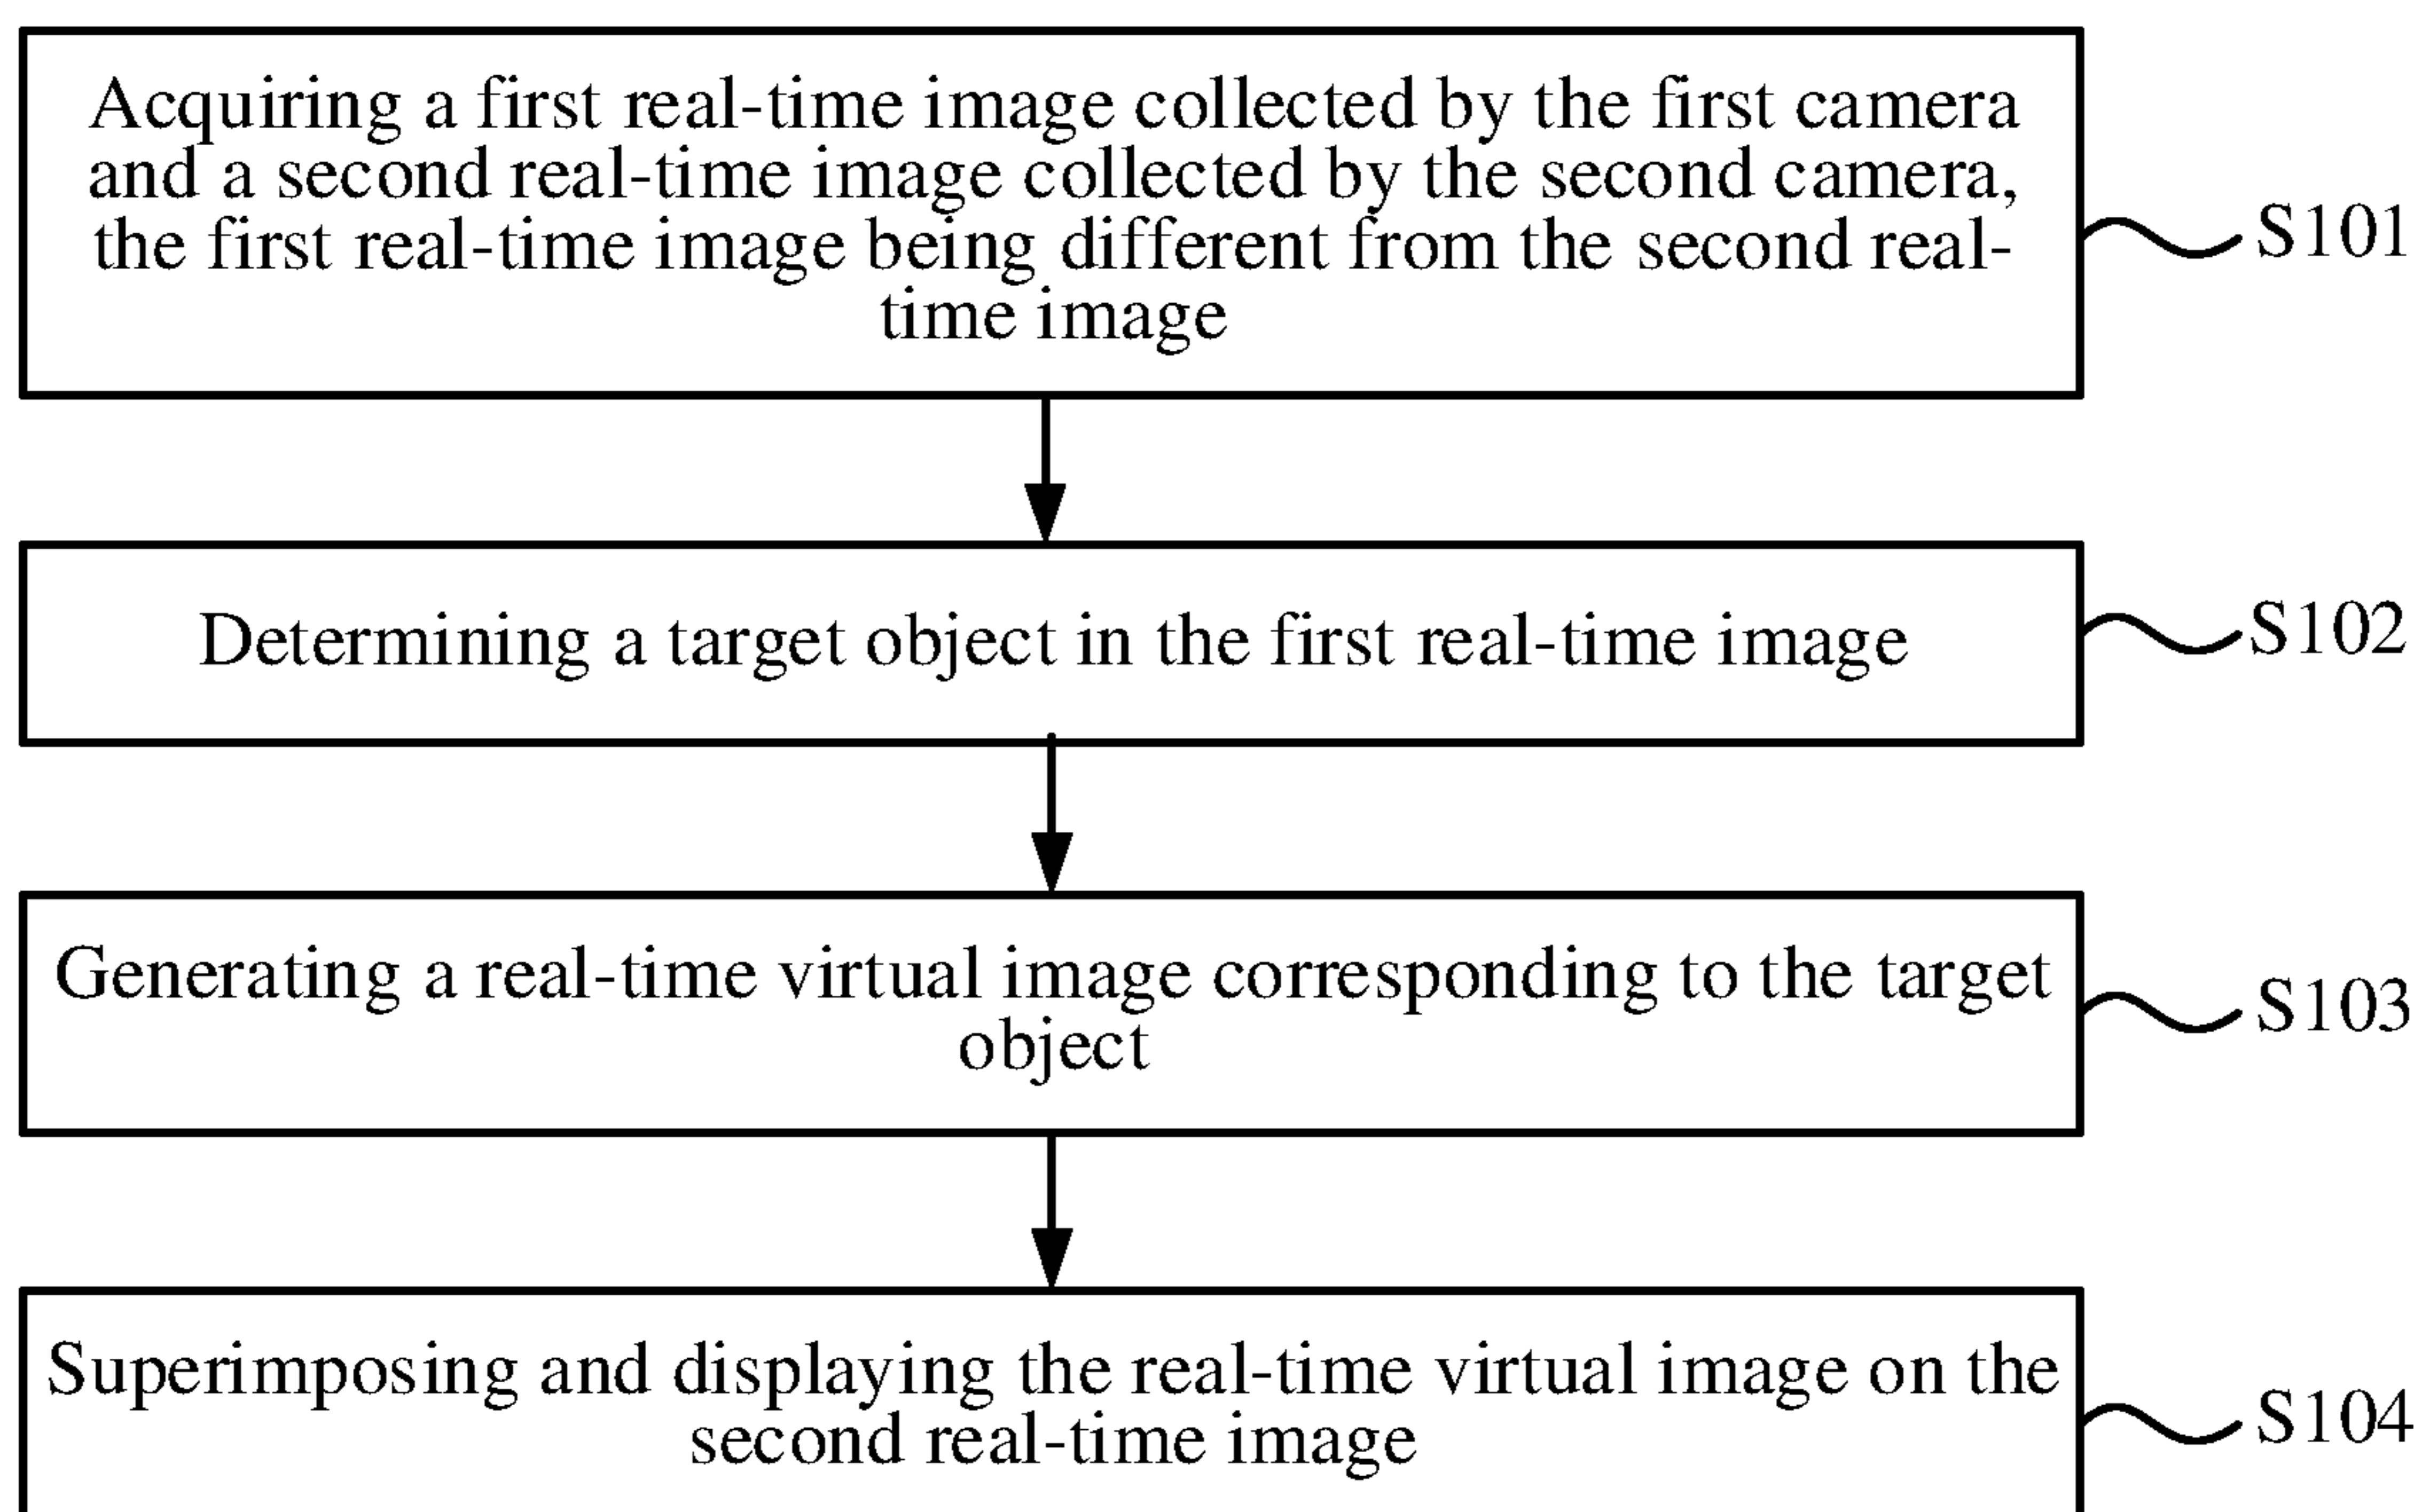 Acquiring a first real-time image collected by the first camera
and a second real-time image collected by the second camera,
the first real-time image being different from the second real-
time image
S101
Determining a target object in the first real-time image
S102
Generating a real-time virtual image corresponding to the target
object
S103
Superimposing and displaying the real-time virtual image on the
second real-time image
S104